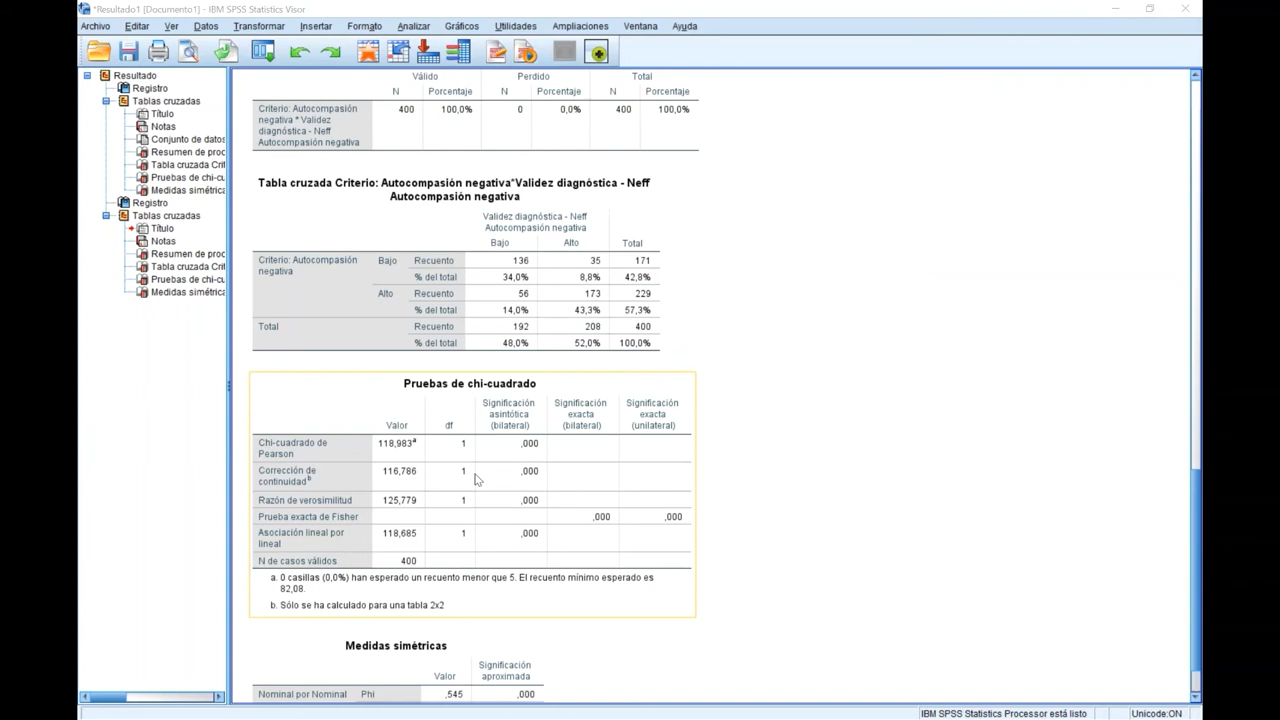 *Resultado1 [Documento1] - IBM SPSS Statistics Visor
Archivo Editar Ver Datos Transformar Insertar Formato Analizar Gráficos Utilidades Ampliaciones Ventana Ayuda
Resultado
Registro
Tablas cruzadas
Título
Notas
Conjunto de datos
Resumen de proc
Tabla cruzada Crit
Pruebas de chi-cu
Medidas simétrica
Registro
Tablas cruzadas
Título
Notas
Resumen de proc
Tabla cruzada Crit
Pruebas de chi-cu
Medidas simétrica
Válido Perdido Total
N Porcentaje N Porcentaje N Porcentaje
Criterio: Autocompasión 400 100,0% 0 0,0% 400 100,0%
negativa * Validez
diagnóstica - Neff
Autocompasión negativa
Tabla cruzada Criterio: Autocompasión negativa*Validez diagnóstica - Neff
Autocompasión negativa
Validez diagnóstica - Neff
Autocompasión negativa
Bajo Alto Total
Criterio: Autocompasión Bajo Recuento 136 35 171
negativa % del total 34,0% 8,8% 42,8%
Alto Recuento 56 173 229
% del total 14,0% 43,3% 57,3%
Total Recuento 192 208 400
% del total 48,0% 52,0% 100,0%
Pruebas de chi-cuadrado
Significación Significación Significación
asintótica exacta exacta
Valor df (bilateral) (bilateral) (unilateral)
Chi-cuadrado de 118,983ª 1 ,000
Pearson
Corrección de 116,786 1 ,000
continuidad b
Razón de verosimilitud 125,779 1 ,000
Prueba exacta de Fisher ,000 ,000
Asociación lineal por 118,685 1 ,000
lineal
N de casos válidos 400
a. 0 casillas (0,0%) han esperado un recuento menor que 5. El recuento mínimo esperado es
82,08.
b. Sólo se ha calculado para una tabla 2x2
Medidas simétricas
Significación
Valor aproximada
Nominal por Nominal Phi ,545 ,000
IBM SPSS Statistics Processor está listo Unicode:ON